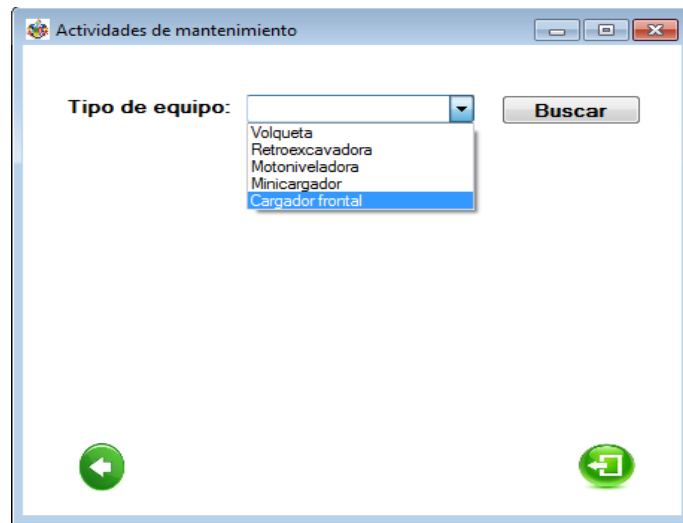 Actividades de mantenimiento
Tipo de equipo:
Buscar
Volqueta
Retroexcavadora
Motoniveladora
Minicargador
Cargador frontal